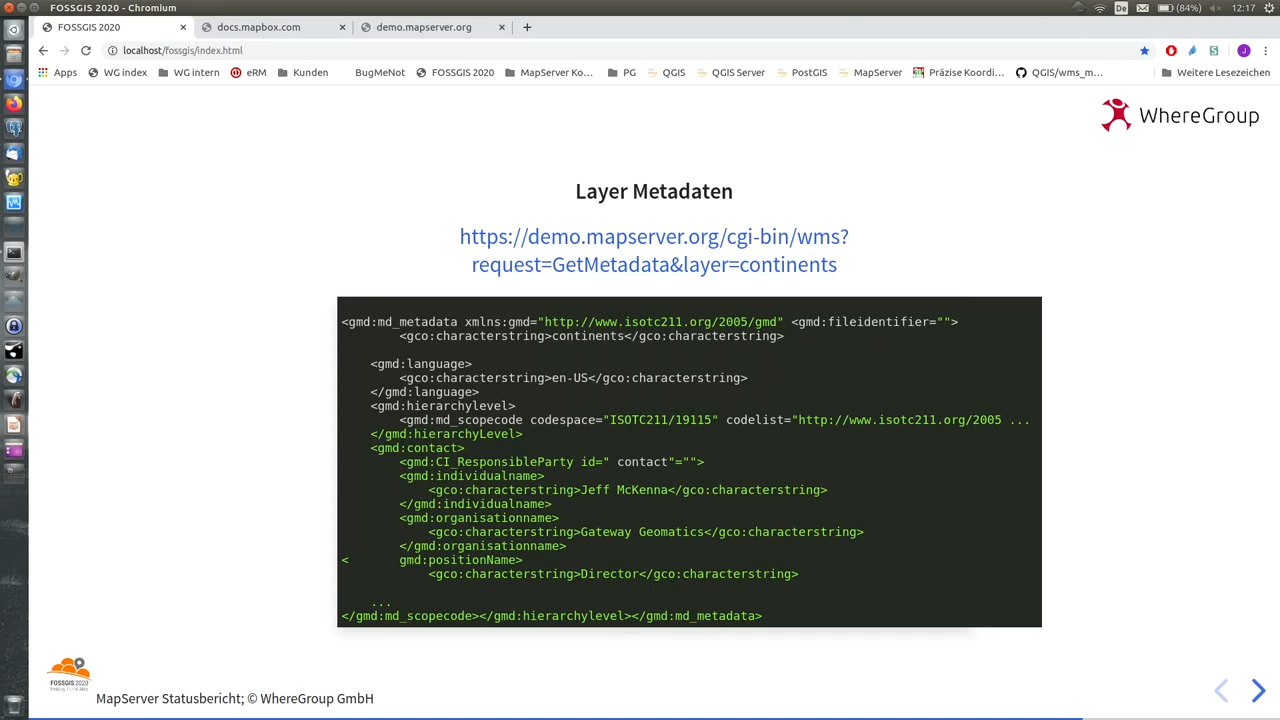 FOSSGIS 2020 - Chromium
De
(84%)
12:17
FOSSGIS 2020
docs.mapbox.com
demo.mapserver.org
localhost/fossgis/index.html
Apps
WG index
WG intern
eRM
Kunden
BugMeNot
FOSSGIS 2020
MapServer Ko...
PG
QGIS
QGIS Server
PostGIS
MapServer
Präzise Koordi...
QGIS/wms_m...
Weitere Lesezeichen
WhereGroup
Layer Metadaten
https://demo.mapserver.org/cgi-bin/wms?
request=GetMetadata&layer=continents
<gmd:md_metadata xmlns:gmd="http://www.isotc211.org/2005/gmd" <gmd:fileidentifier="">
<gco:characterstring>continents</gco:characterstring>
<gmd:language>
<gco:characterstring>en-US</gco:characterstring>
</gmd:language>
<gmd:hierarchylevel>
<gmd:md_scopecode codespace="ISOTC211/19115" codelist="http://www.isotc211.org/2005 ...
</gmd:hierarchyLevel>
<gmd:contact>
<gmd:CI_ResponsibleParty id=" contact"="">
<gmd:individualname>
<gco:characterstring>Jeff McKenna</gco:characterstring>
</gmd:individualname>
<gmd:organisationname>
<gco:characterstring>Gateway Geomatics</gco:characterstring>
</gmd:organisationname>
< gmd:positionName>
<gco:characterstring>Director</gco:characterstring>
...
</gmd:md_scopecode></gmd:hierarchylevel></gmd:md_metadata>
FOSSGIS 2020
MapServer Statusbericht; © WhereGroup GmbH